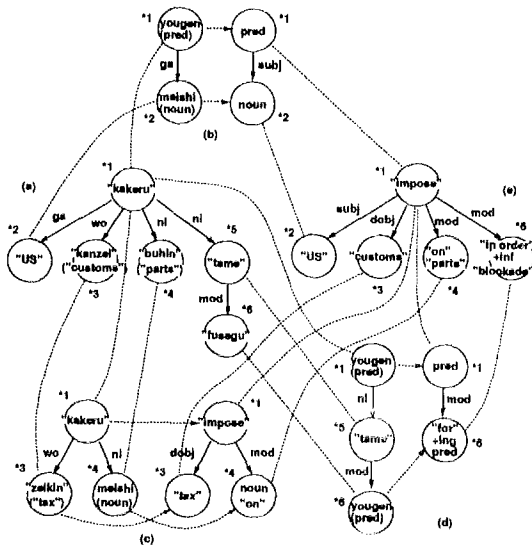 *1
yougen
(pred)
pred
*1
ga
subj
meishi
(noun)
noun
*2
*2
(b)
*1
"kakeru"
(a)
ga
wo
ni
ni
*5
*2
"US"
"kanzei"
("customs")
"buhin"
("parts")
"tame"
*3
*4
mod
*6
"fusegu"
*1
"impose"
(e)
subj
dobj
mod
mod
*6
*2
"US"
"customs"
"on"
"parts"
"in order"
+inf
"blockade"
*3
*4
*1
"kakeru"
*1
"impose"
wo
ni
dobj
mod
*3
*4
*3
*4
"zeikin"
("tax")
meishi
(noun)
"tax"
noun
"on"
(c)
yougen
(pred)
pred
*1
*1
ni
mod
*5
"tame"
"for"
+ing
pred
*6
mod
*6
yougen
(pred)
(d)